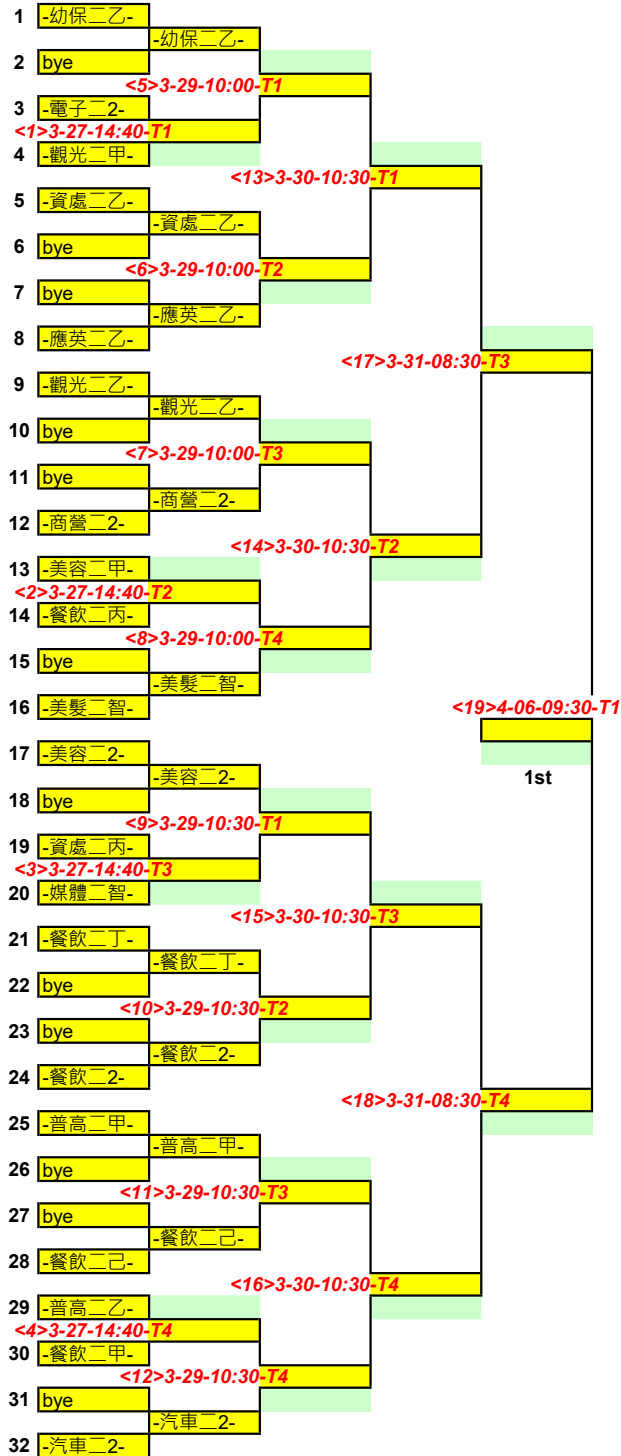 1 -幼保二乙-
-幼保二乙-
2 bye
<5>3-29-10:00-T1
3 -電子二2-
<1>3-27-14:40-T1
4 -觀光二甲-
<13>3-30-10:30-T1
5 -資處二乙-
-資處二乙-
6 bye
<6>3-29-10:00-T2
7 bye
-應英二乙-
8 -應英二乙-
<17>3-31-08:30-T3
9 -觀光二乙-
-觀光二乙-
10 bye
<7>3-29-10:00-T3
11 bye
-商營二2-
12 -商營二2-
<14>3-30-10:30-T2
13 -美容二甲-
<2>3-27-14:40-T2
14 -餐飲二丙-
<8>3-29-10:00-T4
15 bye
-美髮二智-
16 -美髮二智-
<19>4-06-09:30-T1
17 -美容二2-
-美容二2-
1st
18 bye
<9>3-29-10:30-T1
19 -資處二丙-
<3>3-27-14:40-T3
20 -媒體二智-
<15>3-30-10:30-T3
21 -餐飲二丁-
-餐飲二丁-
22 bye
<10>3-29-10:30-T2
23 bye
-餐飲二2-
24 -餐飲二2-
<18>3-31-08:30-T4
25 -普高二甲-
-普高二甲-
26 bye
<11>3-29-10:30-T3
27 bye
-餐飲二己-
28 -餐飲二己-
<16>3-30-10:30-T4
29 -普高二乙-
<4>3-27-14:40-T4
30 -餐飲二甲-
<12>3-29-10:30-T4
31 bye
-汽車二2-
32 -汽車二2-